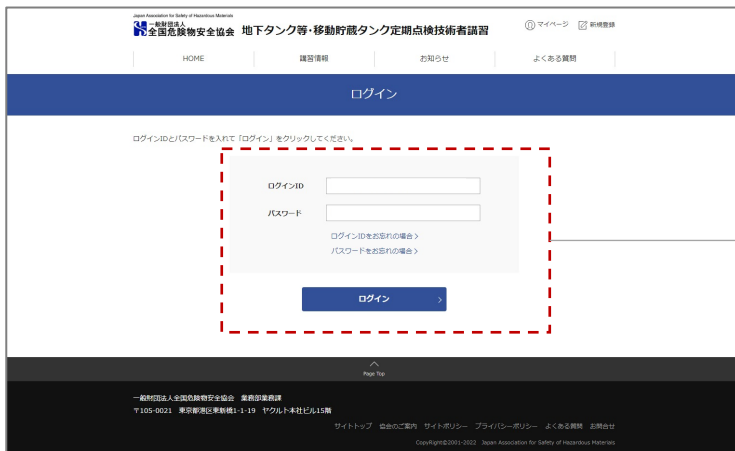 Japan Association for Safety of Hazardous Materials
一般財団法人
全国危険物安全協会 地下タンク等・移動貯蔵タンク定期点検技術者講習
マイページ 新規登録
HOME 講習情報 お知らせ よくある質問
ログイン
ログインIDとパスワードを入れて「ログイン」をクリックしてください。
ログインID
パスワード
ログインIDをお忘れの場合 >
パスワードをお忘れの場合 >
ログイン >
Page Top
一般財団法人全国危険物安全協会 業務部業務課
〒105-0021 東京都港区東新橋1-1-19 ヤクルト本社ビル15階
サイトトップ 協会のご案内 サイトポリシー プライバシーポリシー よくある質問 お問合せ
CopyRight©2001-2022 Japan Association for Safety of Hazardous Materials